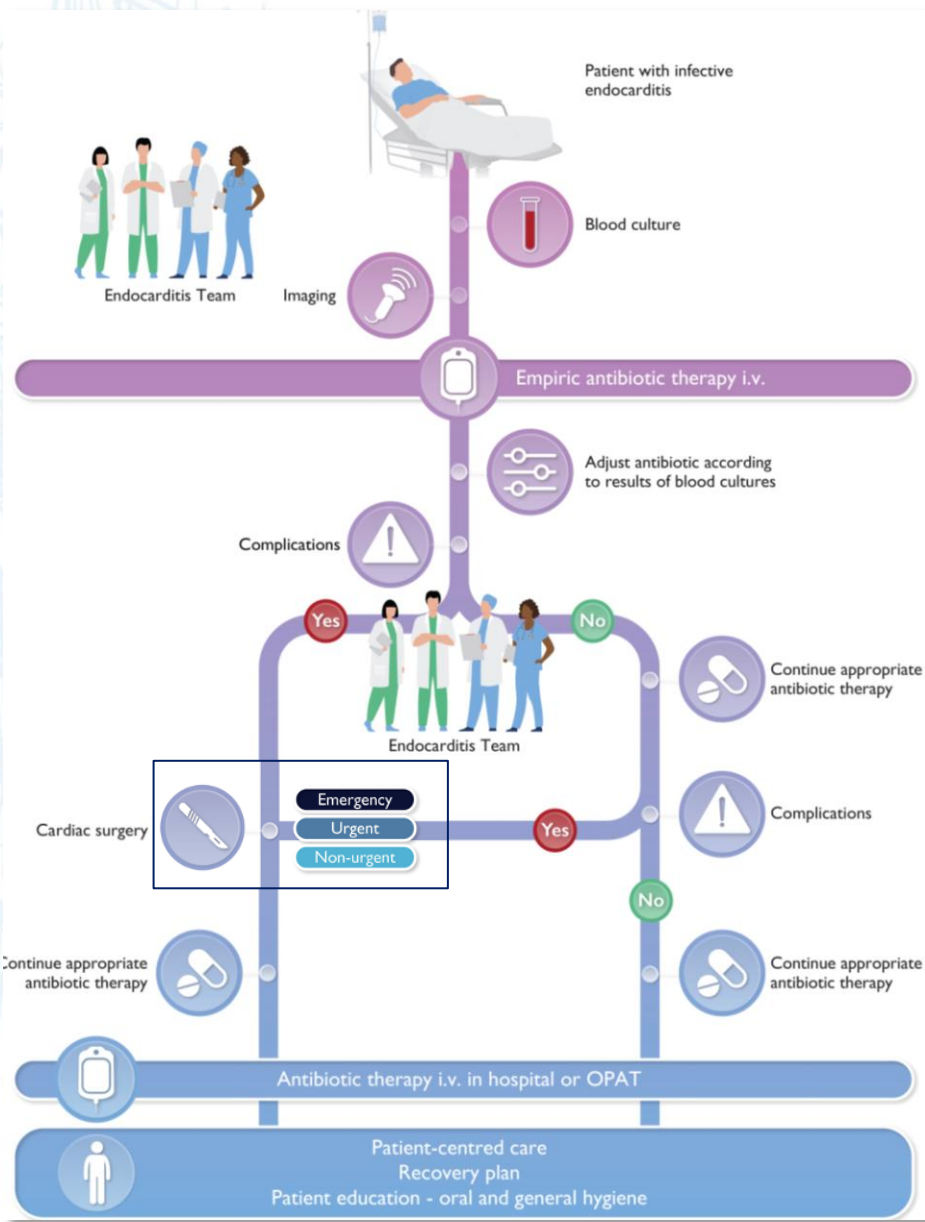 Patient with infective
endocarditis
Blood culture
Endocarditis Team
Imaging
Empiric antibiotic therapy i.v.
Adjust antibiotic according
to results of blood cultures
Complications
Yes
No
Continue appropriate
antibiotic therapy
Endocarditis Team
Emergency
Cardiac surgery
Urgent
Yes
Complications
Non-urgent
No
Continue appropriate
antibiotic therapy
Continue appropriate
antibiotic therapy
Antibiotic therapy i.v. in hospital or OPAT
Patient-centred care
Recovery plan
Patient education - oral and general hygiene